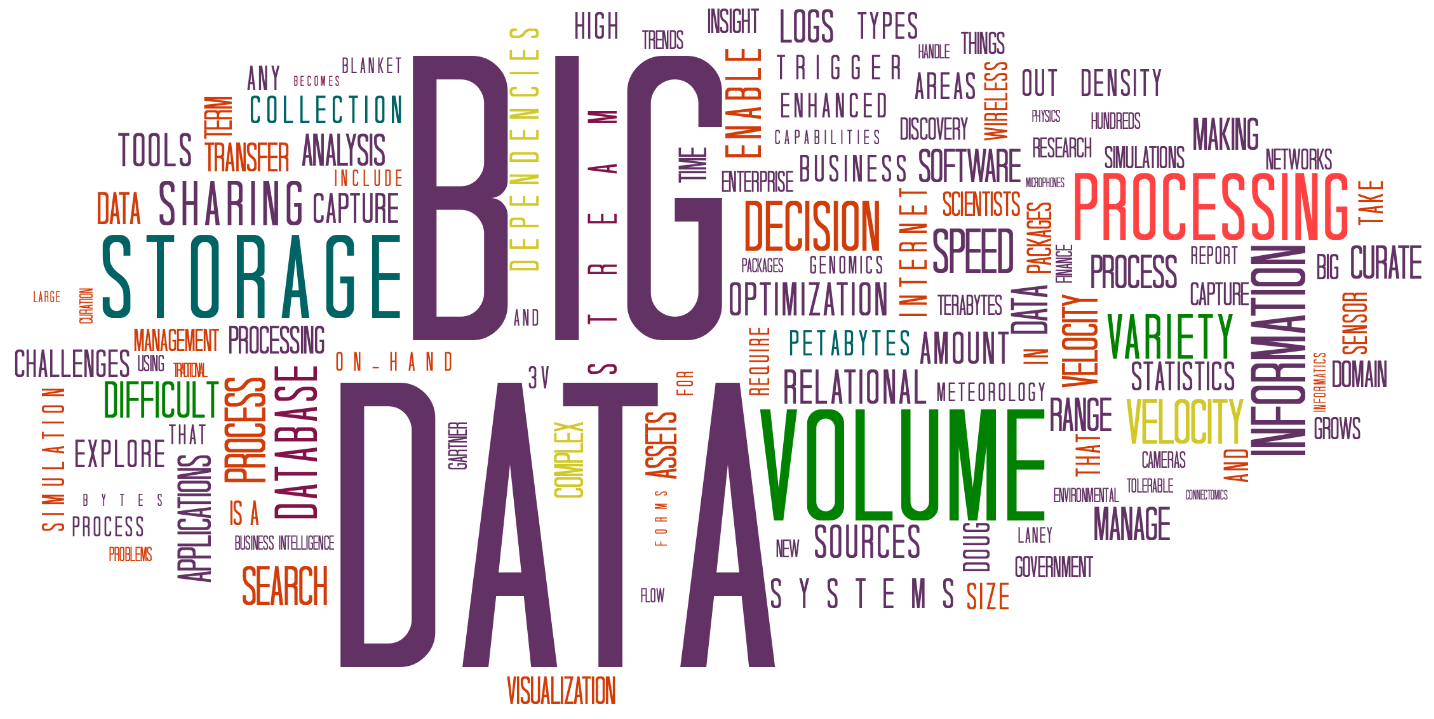 BIG
DATA
HIGH
TRENDS
INSIGHT
LOGS
TYPES
HANDLE
THINGS
ANY
BECOMES
BLANKET
DEPENDENCIES
ENABLE
TRIGGER
AREAS
WIRELESS
OUT
DENSITY
TERM
COLLECTION
STREAMS
ENHANCED
CAPABILITIES
DISCOVERY
PHYSICS
HUNDREDS
MAKING
TOOLS
TRANSFER
ANALYSIS
INCLUDE
TIME
ENTERPRISE
BUSINESS
SOFTWARE
RESEARCH
SIMULATIONS
NETWORKS
MICROPHONES
DATA
SHARING
CAPTURE
DECISION
INTERNET
SCIENTISTS
PACKAGES
PROCESSING
TAKE
STORAGE
PACKAGES
GENOMICS
SPEED
FINANCE
PROCESS
REPORT
INFORMATION
BIG
CURATE
LARGE
CURATION
AND
OPTIMIZATION
TERABYTES
DATA
CAPTURE
SENSOR
MANAGEMENT
PROCESSING
REQUIRE
PETABYTES
AMOUNT
IN
VELOCITY
VARIETY
CHALLENGES
USING
TRADITIONAL
ON-HAND
3V
FOR
RELATIONAL
METEOROLOGY
STATISTICS
INFORMATICS
DOMAIN
SIMULATION
DIFFICULT
PROCESS
DATABASE
VOLUME
RANGE
VELOCITY
GROWS
EXPLORE
THAT
GARTNER
COMPLEX
ASSETS
THAT
CAMERAS
AND
BYTES
APPLICATIONS
IS A
FORMS
ENVIRONMENTAL
TOLERABLE
CONNECTOMICS
PROCESS
PROBLEMS
BUSINESS INTELLIGENCE
NEW
SOURCES
DOUG
LANEY
MANAGE
SEARCH
FLOW
SYSTEMS
SIZE
GOVERNMENT
VISUALIZATION